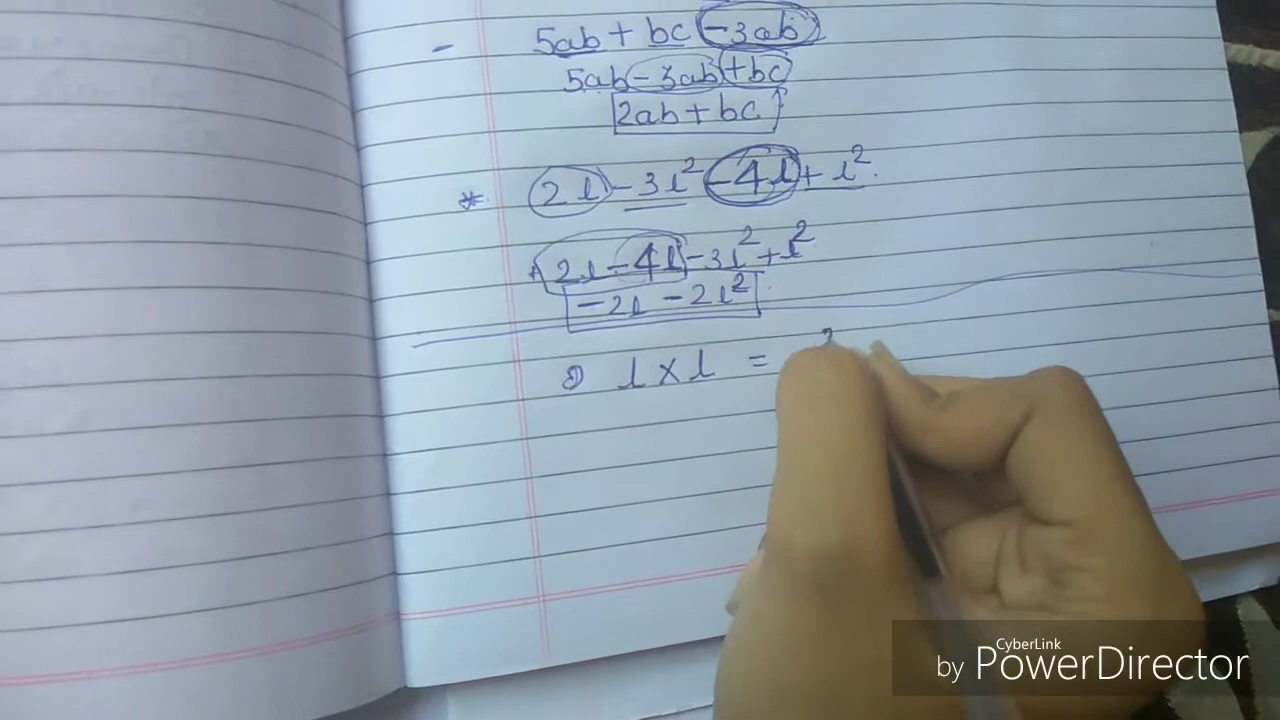 - 5ab + bc - 3ab
5ab - 3ab + bc
2ab + bc
* 2l - 3l² - 4l + l²
2l - 4l - 3l² + l²
-2l - 2l²
l × l = 2
CyberLink
by PowerDirector